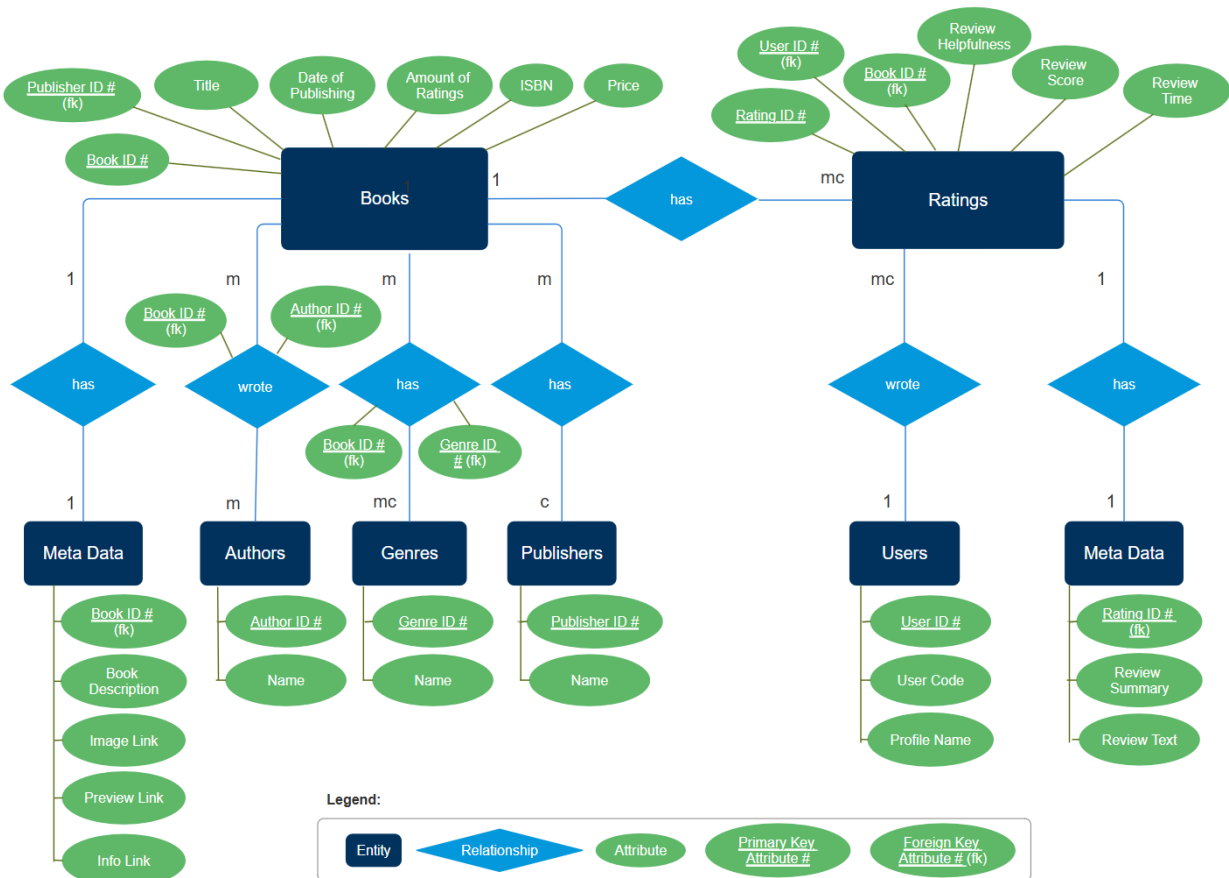 Publisher ID #
(fk)
Title
Date of
Publishing
Amount of
Ratings
ISBN
Price
Book ID #
User ID #
(fk)
Book ID #
(fk)
Review
Helpfulness
Review
Score
Review
Time
Rating ID #
Books
1
1
has
mc
Ratings
1
m
m
m
mc
1
Book ID #
(fk)
Author ID #
(fk)
has
wrote
has
has
wrote
has
Book ID #
(fk)
Genre ID
# (fk)
1
m
mc
c
1
1
Meta Data
Authors
Genres
Publishers
Users
Meta Data
Book ID #
(fk)
Book
Description
Image Link
Preview Link
Info Link
Author ID #
Name
Genre ID #
Name
Publisher ID #
Name
User ID #
User Code
Profile Name
Rating ID #
(fk)
Review
Summary
Review Text
Legend:
Entity
Relationship
Attribute
Primary Key
Attribute #
Foreign Key
Attribute # (fk)